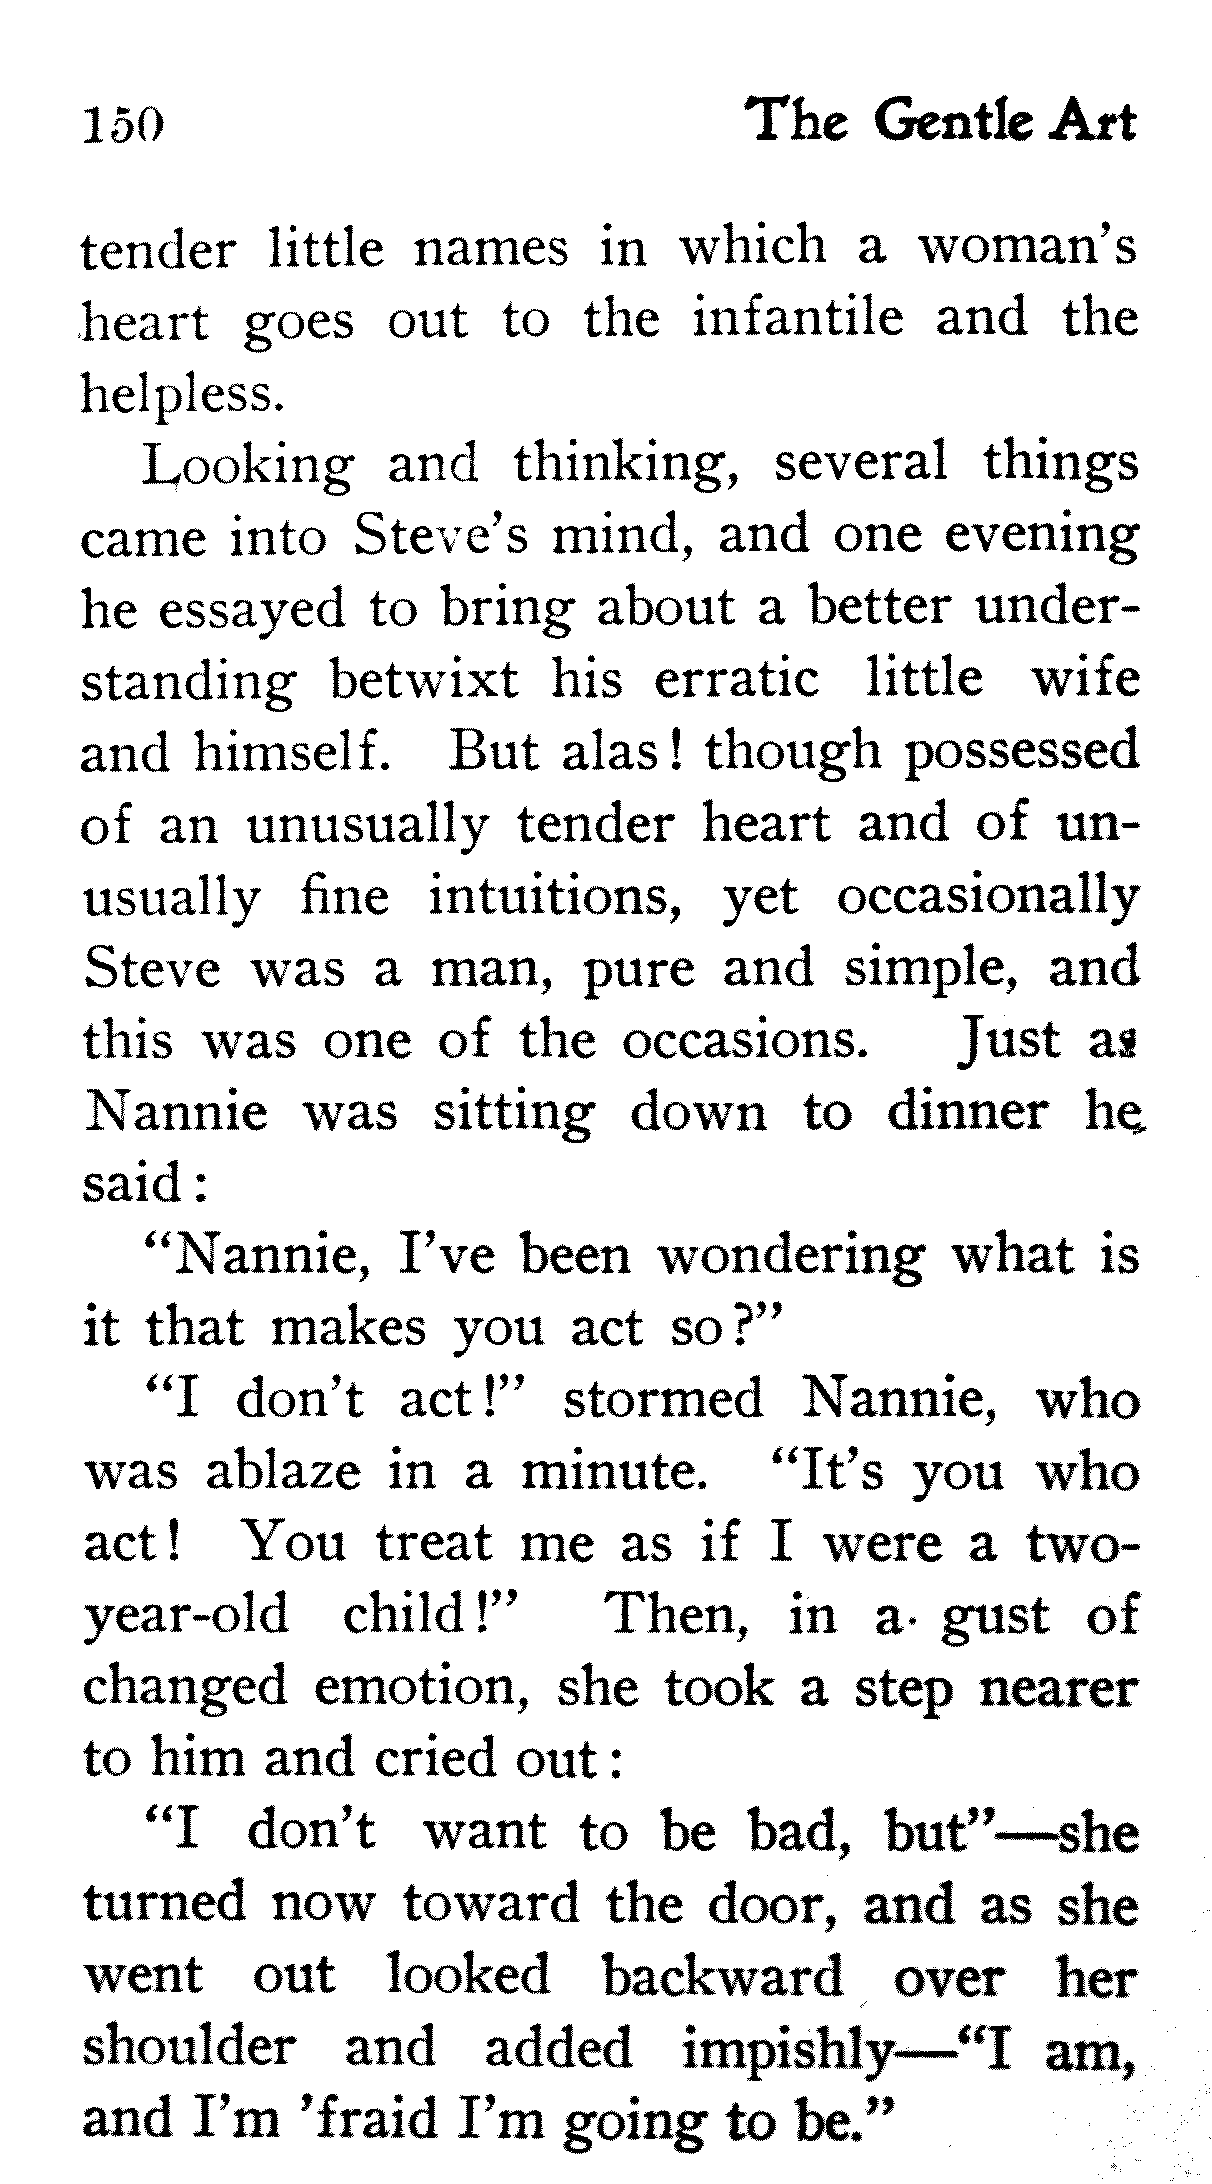 150 The Gentle Art
tender little names in which a woman's
heart goes out to the infantile and the
helpless.
Looking and thinking, several things
came into Steve's mind, and one evening
he essayed to bring about a better under-
standing betwixt his erratic little wife
and himself. But alas! though possessed
of an unusually tender heart and of un-
usually fine intuitions, yet occasionally
Steve was a man, pure and simple, and
this was one of the occasions. Just as
Nannie was sitting down to dinner he
said:
“Nannie, I've been wondering what is
it that makes you act so?”
“I don't act!” stormed Nannie, who
was ablaze in a minute. “It's you who
act! You treat me as if I were a two-
year-old child!” Then, in a gust of
changed emotion, she took a step nearer
to him and cried out:
“I don't want to be bad, but”—she
turned now toward the door, and as she
went out looked backward over her
shoulder and added impishly—“I am,
and I'm 'fraid I'm going to be.”